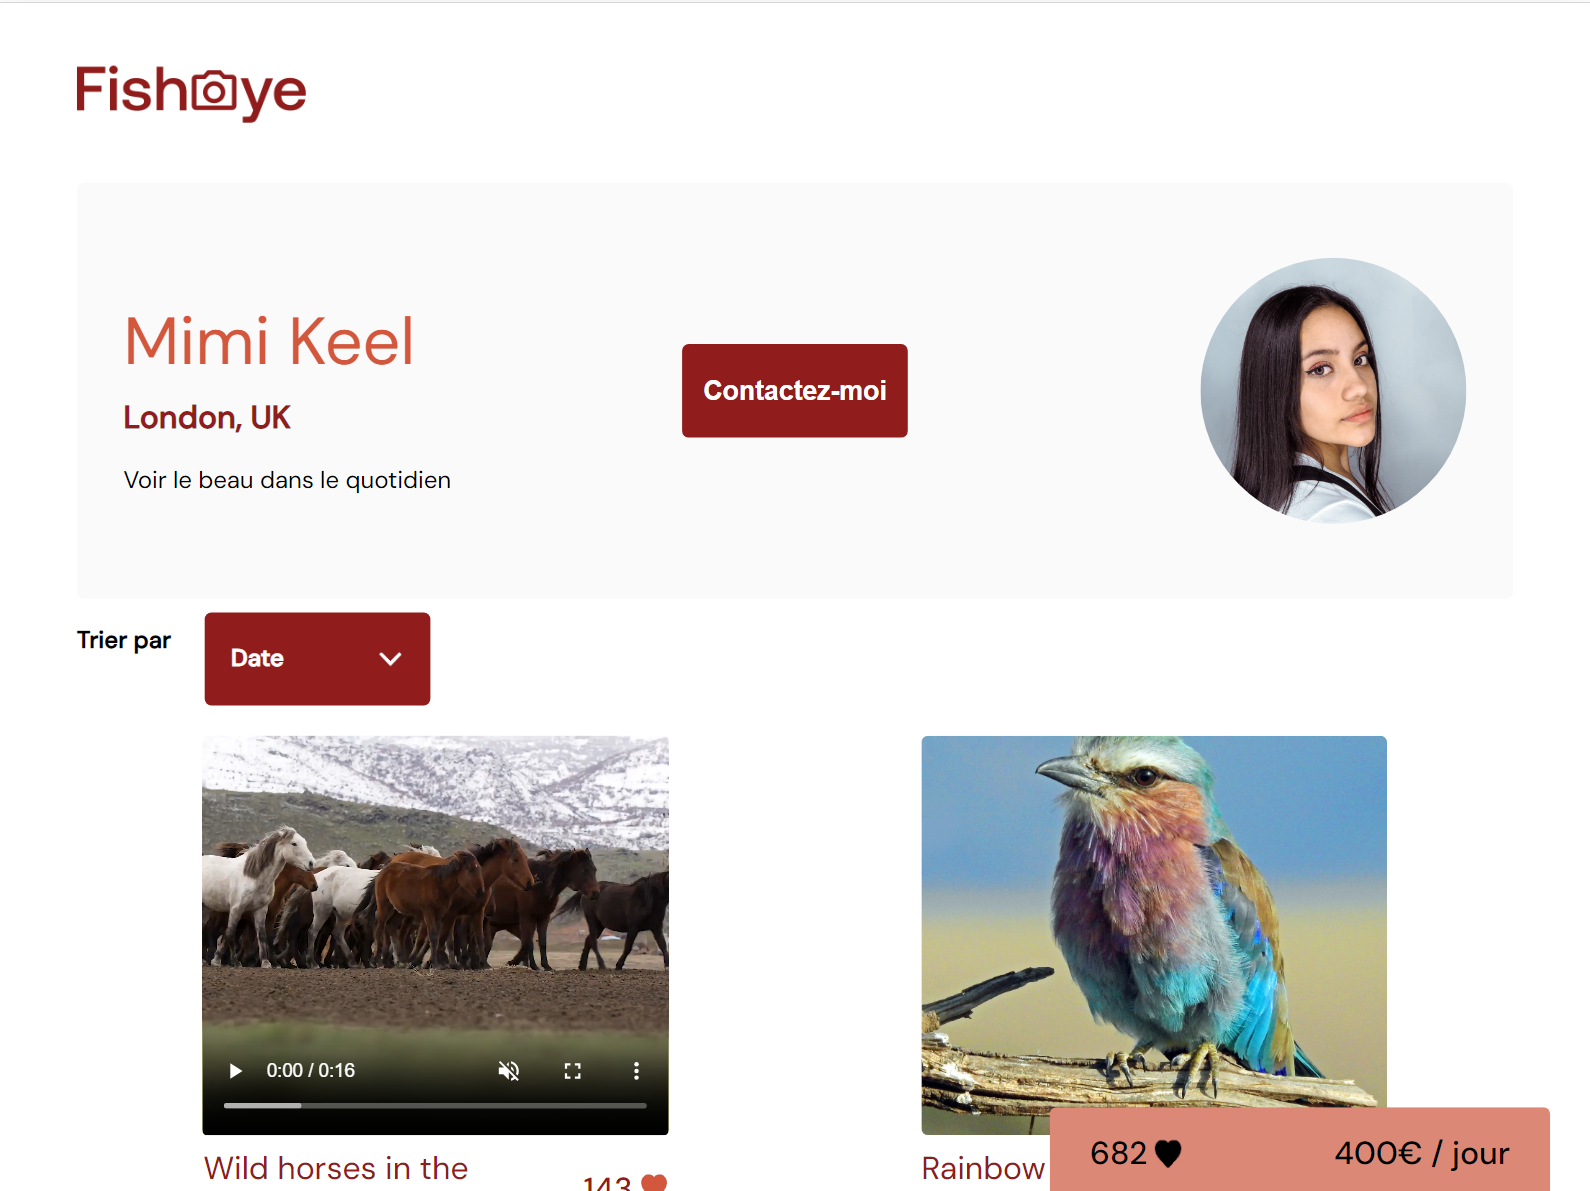 Fisheye
Mimi Keel
London, UK
Voir le beau dans le quotidien
Contactez-moi
Trier par
Date
0:00 / 0:16
Wild horses in the
143
Rainbow
682
400€ / jour